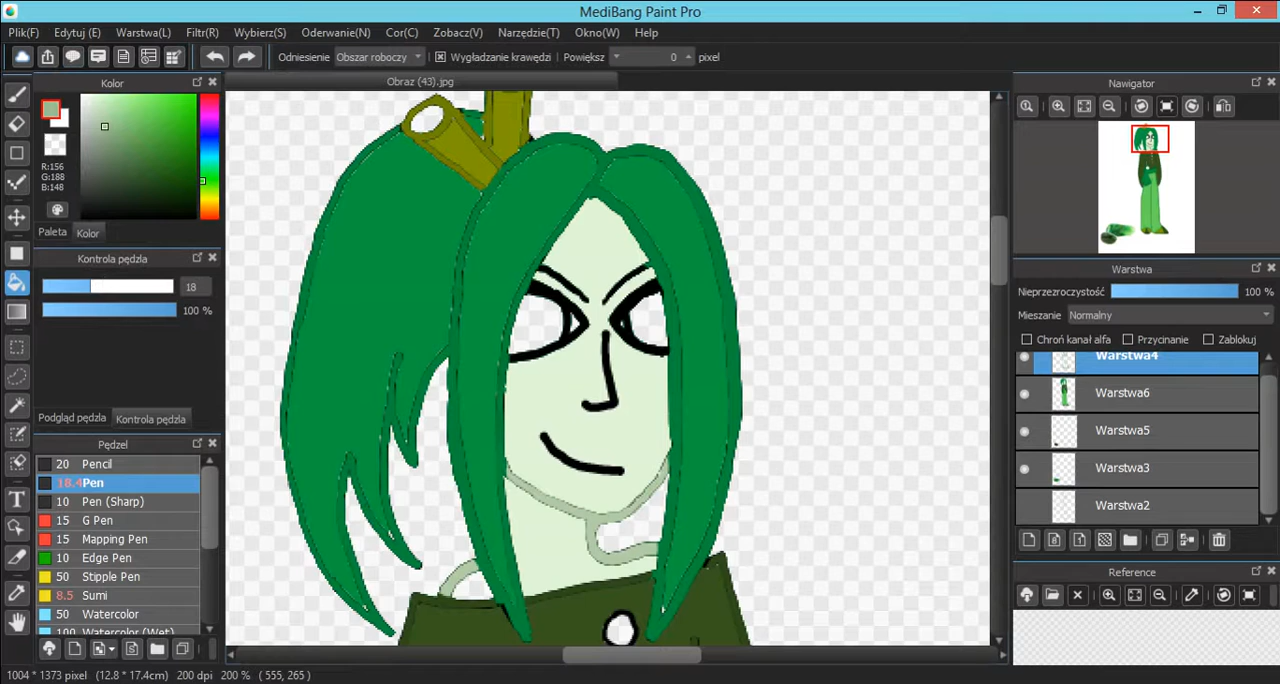 MediBang Paint Pro
Plik(F) Edytuj (E) Warstwa(L) Filtr(R) Wybierz(S) Oderwanie(N) Cor(C) Zobacz(V) Narzędzie(T) Okno(W) Help
Odniesienie Obszar roboczy Wygładzanie krawędzi Powiększ 0 pixel
Kolor
Obraz (43).jpg
Nawigator
R:156
G:188
B:148
Paleta Kolor
Kontrola pędzla
18
100 %
Podgląd pędzla Kontrola pędzla
Pędzel
20 Pencil
18.4 Pen
10 Pen (Sharp)
15 G Pen
15 Mapping Pen
10 Edge Pen
50 Stipple Pen
8.5 Sumi
50 Watercolor
100 Watercolor (Wet)
Warstwa
Nieprzezroczystość 100 %
Mieszanie Normalny
Chroń kanał alfa Przycinanie Zablokuj
Warstwa4
Warstwa6
Warstwa5
Warstwa3
Warstwa2
Reference
1004 * 1373 pixel (12.8 * 17.4cm) 200 dpi 200 % ( 555, 265)